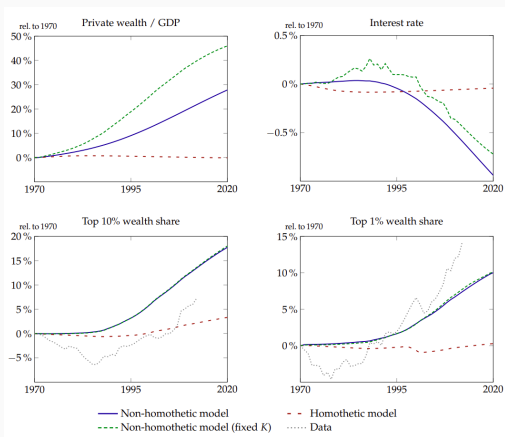 Private wealth / GDP
rel. to 1970
50 %
40 %
30 %
20 %
10 %
0 %
1970
1995
2020
Interest rate
rel. to 1970
0.5 %
0 %
−0.5 %
1970
1995
2020
Top 10% wealth share
rel. to 1970
20 %
15 %
10 %
5 %
0 %
−5 %
1970
1995
2020
Top 1% wealth share
rel. to 1970
15 %
10 %
5 %
0 %
1970
1995
2020
Non-homothetic model
Homothetic model
Non-homothetic model (fixed K)
Data